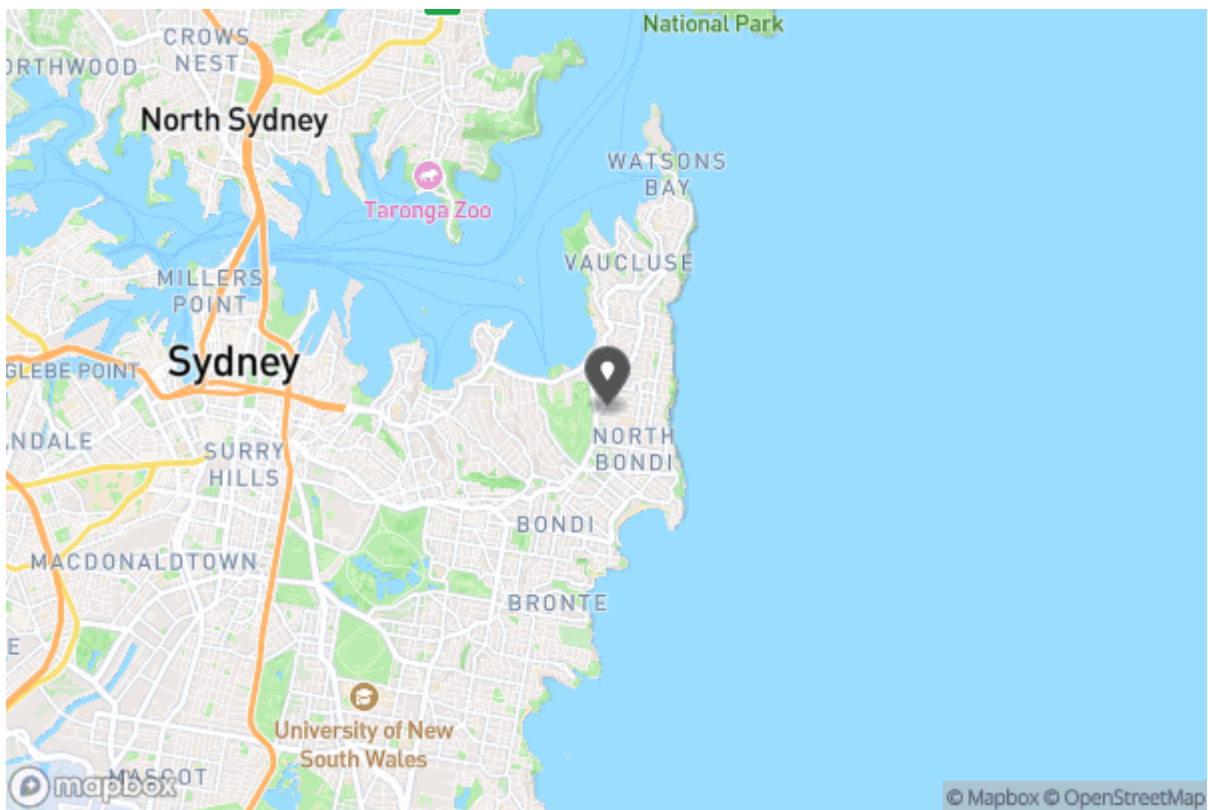 National Park
CROWS
NEST
ORTHWOOD
North Sydney
WATSONS
BAY
Taronga Zoo
VAUCLUSE
MILLERS
POINT
Sydney
GLEBE POINT
NDALE
SURRY
HILLS
NORTH
BONDI
BONDI
MACDONALDTOWN
BRONTE
E
University of New
South Wales
MASCOT
mapbox
© Mapbox © OpenStreetMap